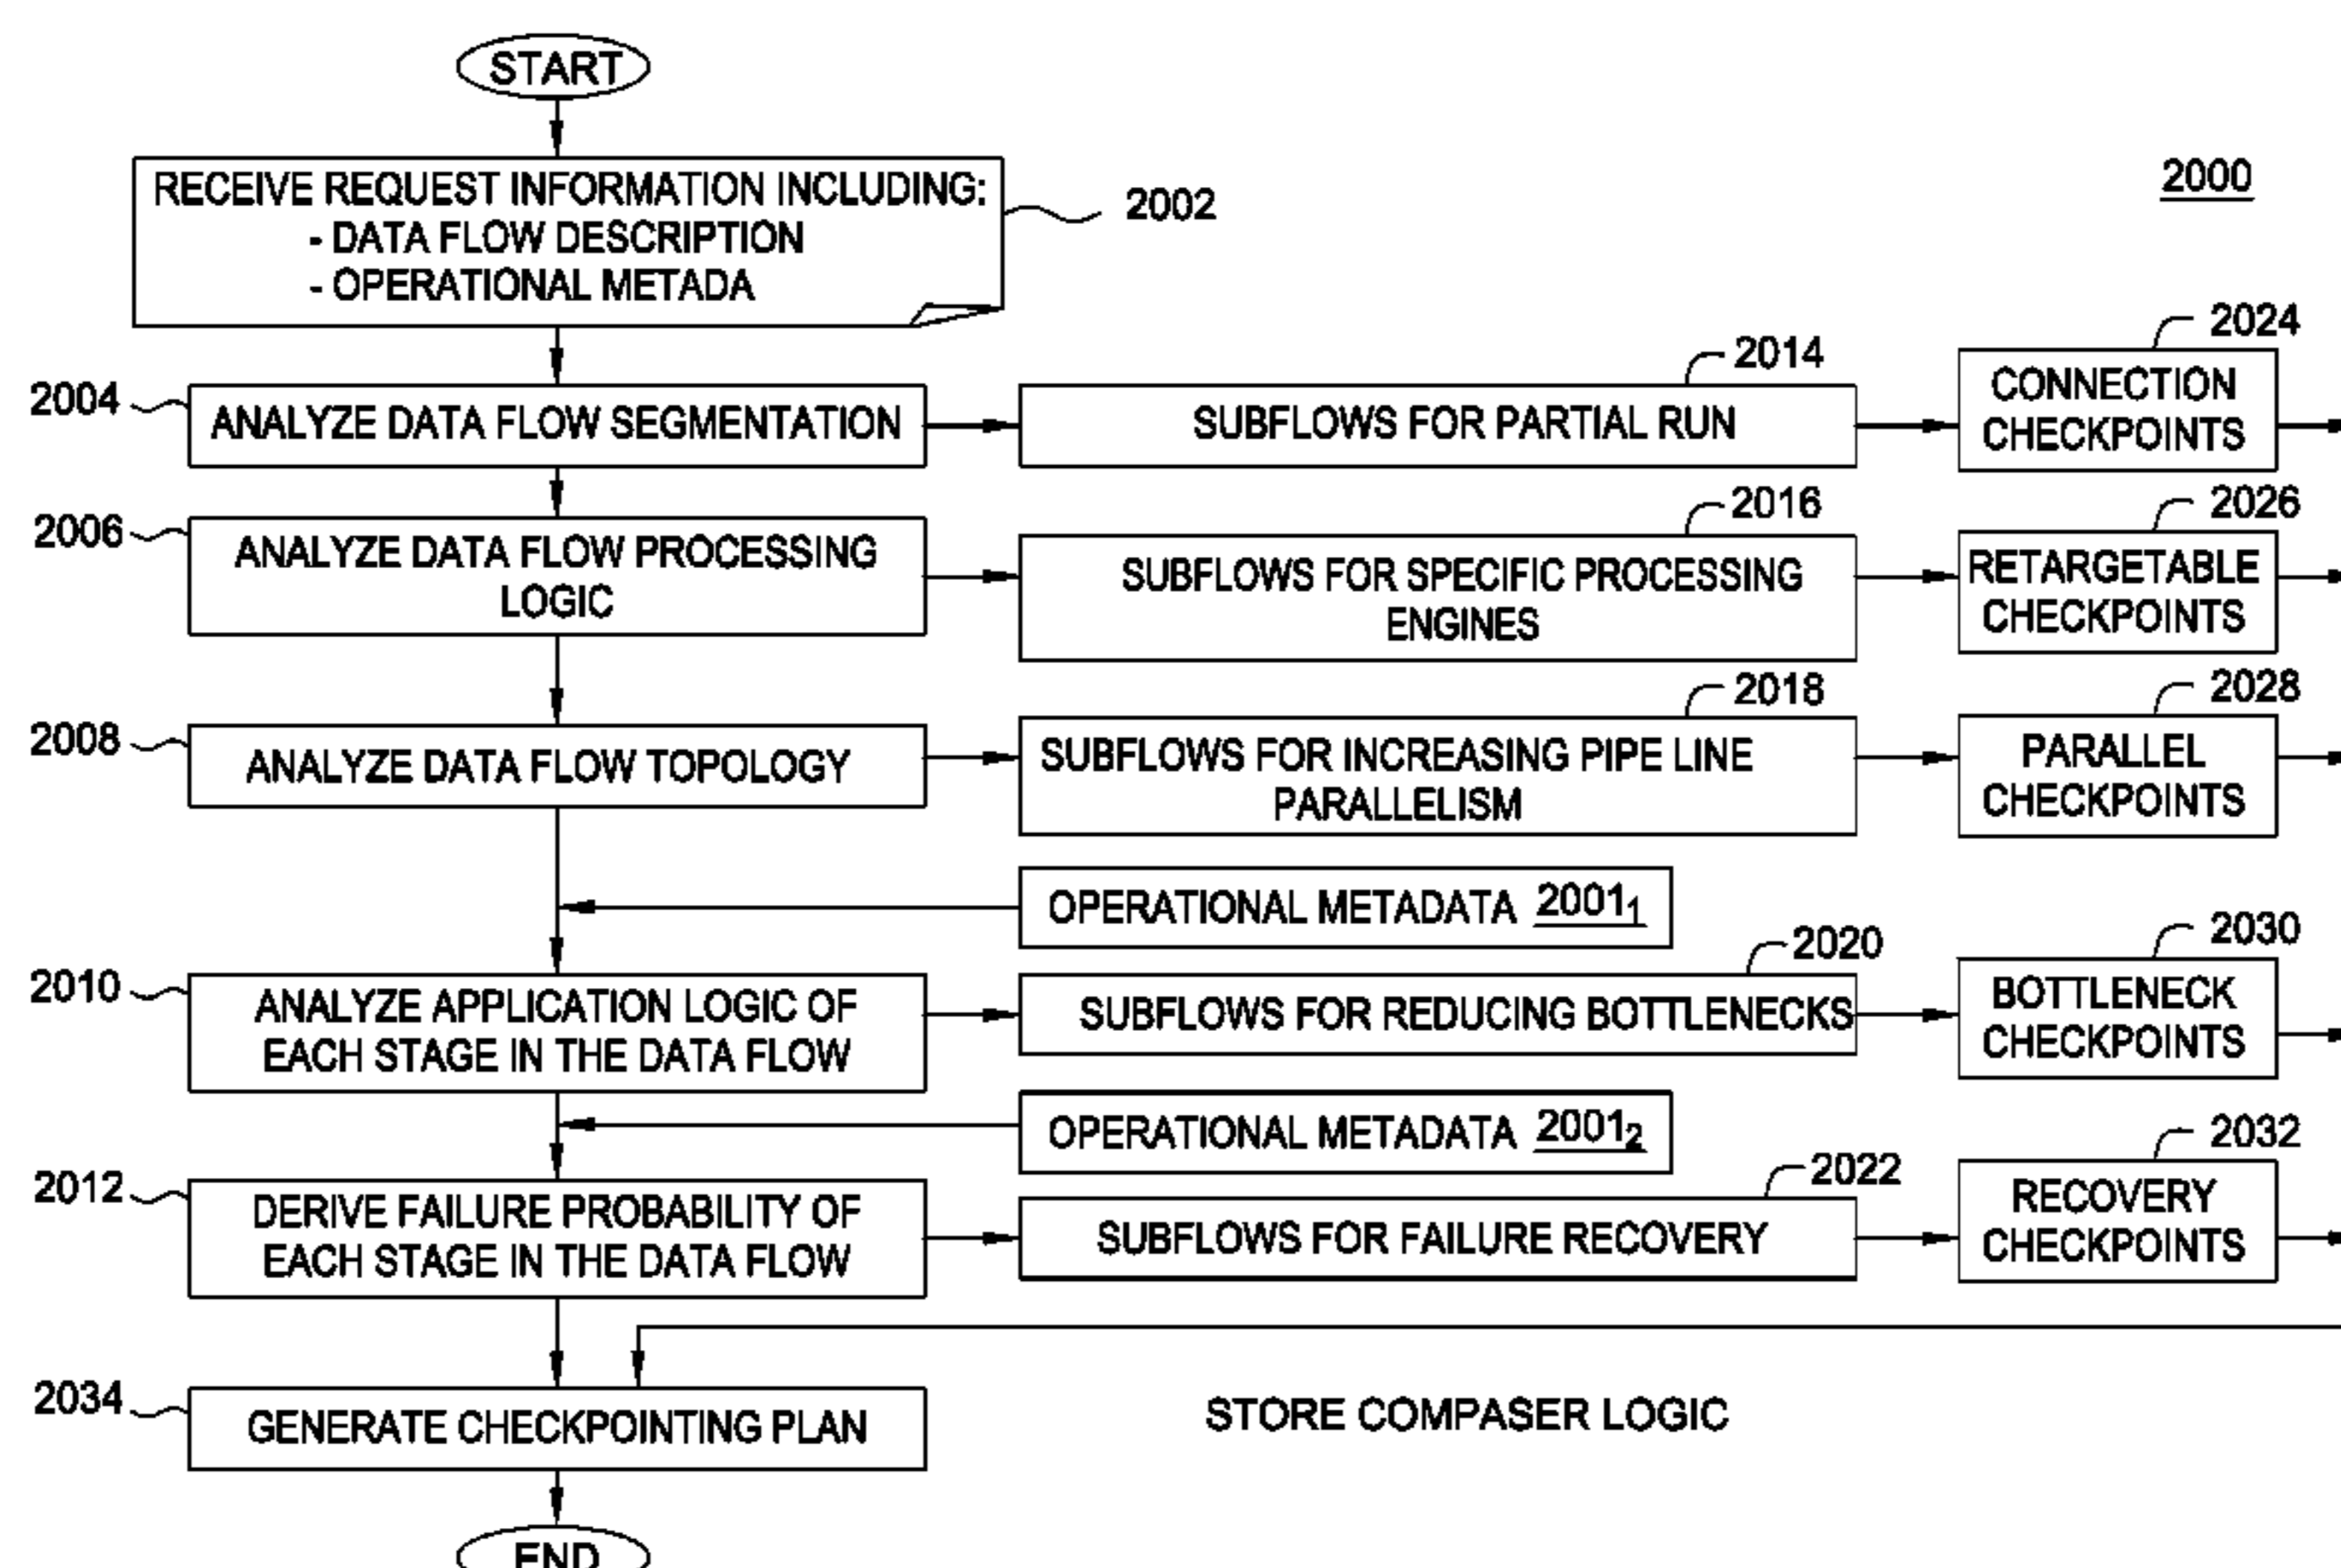 START
RECEIVE REQUEST INFORMATION INCLUDING:
- DATA FLOW DESCRIPTION
- OPERATIONAL METADA
2002
2000
2004
ANALYZE DATA FLOW SEGMENTATION
2014
SUBFLOWS FOR PARTIAL RUN
2024
CONNECTION
CHECKPOINTS
2006
ANALYZE DATA FLOW PROCESSING
LOGIC
2016
SUBFLOWS FOR SPECIFIC PROCESSING
ENGINES
2026
RETARGETABLE
CHECKPOINTS
2008
ANALYZE DATA FLOW TOPOLOGY
2018
SUBFLOWS FOR INCREASING PIPE LINE
PARALLELISM
2028
PARALLEL
CHECKPOINTS
OPERATIONAL METADATA 2001₁
2010
ANALYZE APPLICATION LOGIC OF
EACH STAGE IN THE DATA FLOW
2020
SUBFLOWS FOR REDUCING BOTTLENECKS
2030
BOTTLENECK
CHECKPOINTS
OPERATIONAL METADATA 2001₂
2012
DERIVE FAILURE PROBABILITY OF
EACH STAGE IN THE DATA FLOW
2022
SUBFLOWS FOR FAILURE RECOVERY
2032
RECOVERY
CHECKPOINTS
2034
GENERATE CHECKPOINTING PLAN
STORE COMPASER LOGIC
END